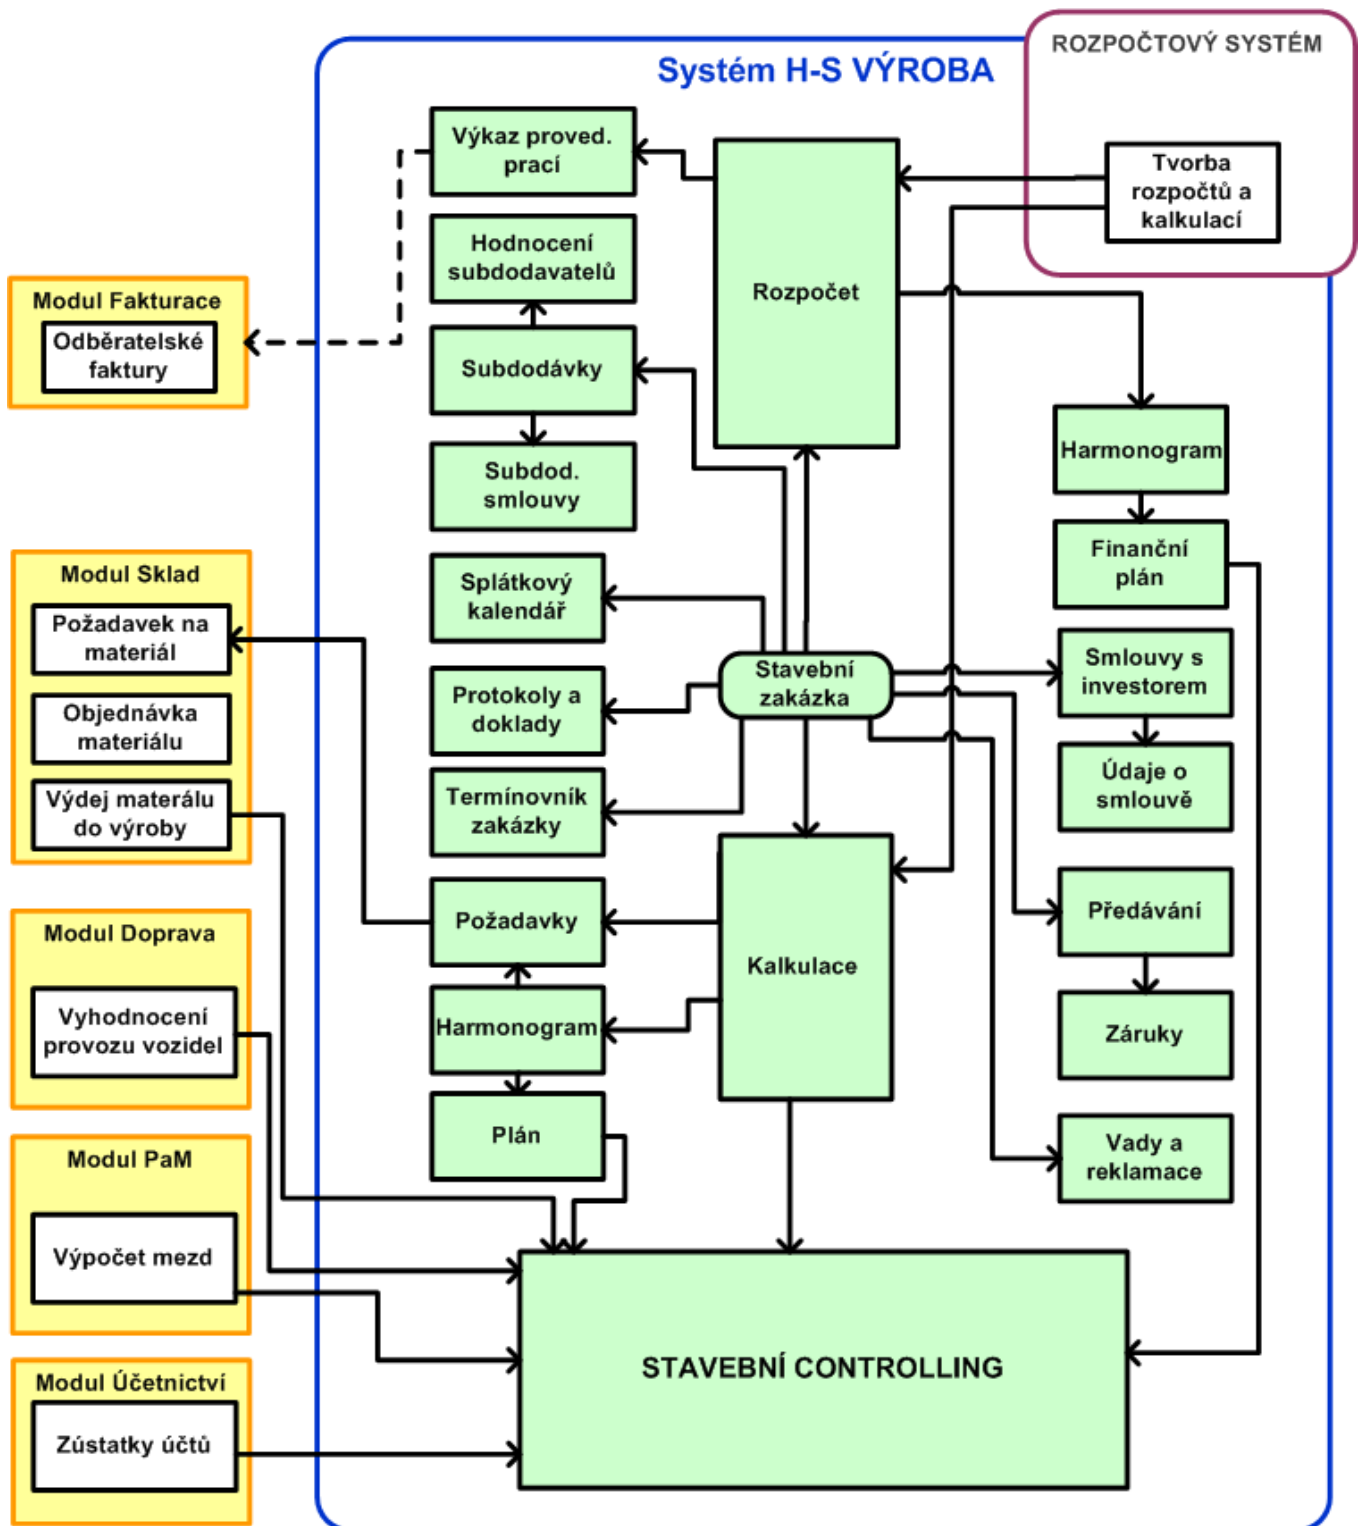 ROZPOČTOVÝ SYSTÉM
Systém H-S VÝROBA
Výkaz proved.
prací
Tvorba
rozpočtů a
kalkulací
Hodnocení
subdodavatelů
Rozpočet
Modul Fakturace
Odběratelské
faktury
Subdodávky
Harmonogram
Subdod.
smlouvy
Finanční
plán
Modul Sklad
Požadavek na
materiál
Objednávka
materiálu
Výdej materálu
do výroby
Splátkový
kalendář
Stavební
zakázka
Smlouvy s
investorem
Protokoly a
doklady
Údaje o
smlouvě
Termínovník
zakázky
Požadavky
Kalkulace
Předávání
Modul Doprava
Vyhodnocení
provozu vozidel
Harmonogram
Záruky
Plán
Vady a
reklamace
Modul PaM
Výpočet mezd
STAVEBNÍ CONTROLLING
Modul Účetnictví
Zústatky účtů